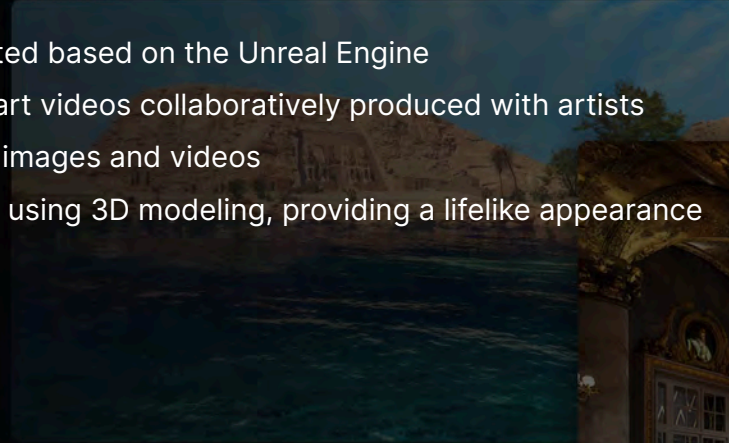 ted based on the Unreal Engine
art videos collaboratively produced with artists
images and videos
using 3D modeling, providing a lifelike appearance